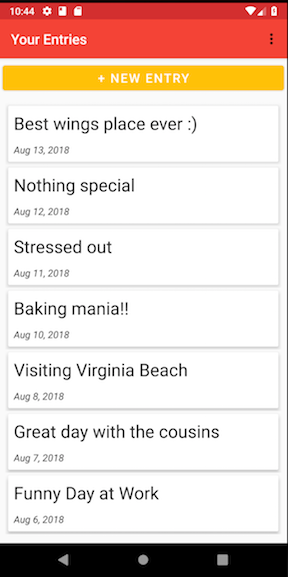 10:44
Your Entries
+ NEW ENTRY
Best wings place ever :)
Aug 13, 2018
Nothing special
Aug 12, 2018
Stressed out
Aug 11, 2018
Baking mania!!
Aug 10, 2018
Visiting Virginia Beach
Aug 8, 2018
Great day with the cousins
Aug 7, 2018
Funny Day at Work
Aug 6, 2018